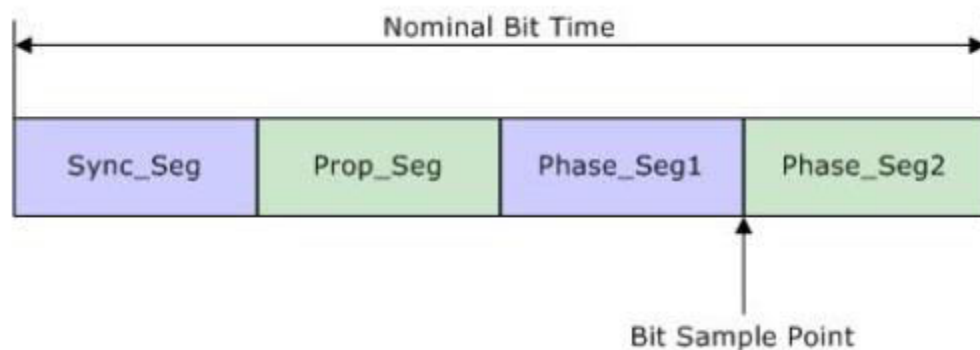 Nominal Bit Time
Sync_Seg Prop_Seg Phase_Seg1 Phase_Seg2
Bit Sample Point